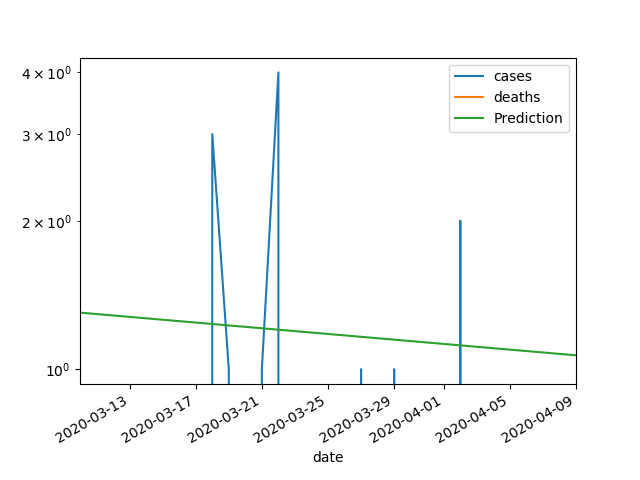 4 × 10⁰
3 × 10⁰
2 × 10⁰
10⁰
cases
deaths
Prediction
2020-03-13
2020-03-17
2020-03-21
2020-03-25
2020-03-29
2020-04-01
2020-04-05
2020-04-09
date